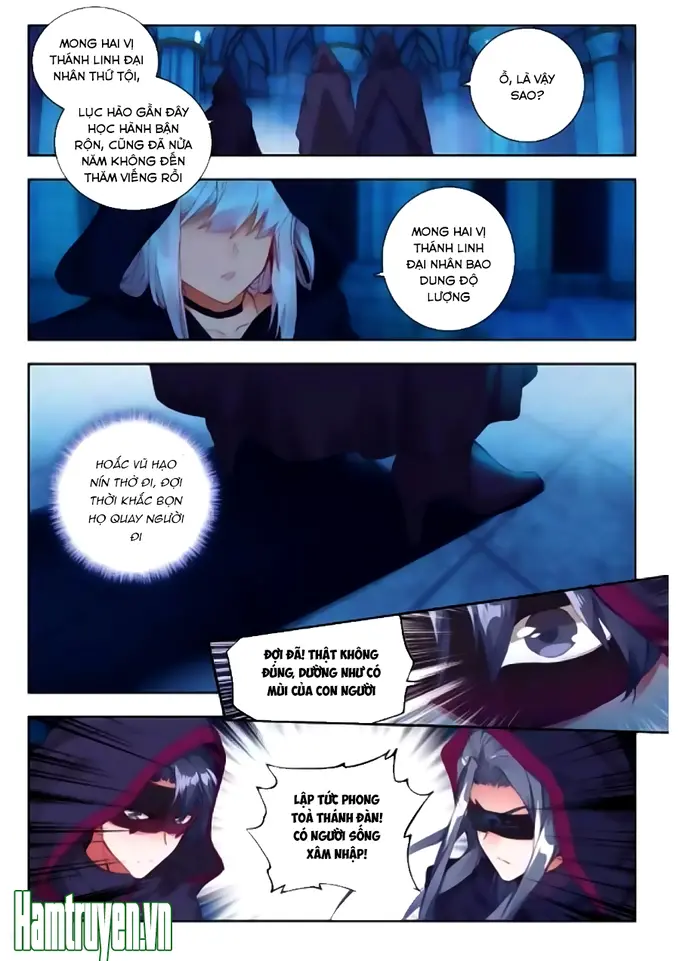 MONG HAI VỊ
THÁNH LINH ĐẠI
NHÂN THỨ TỘI,
LỤC HẢO GẦN ĐÂY
HỌC HÀNH BẬN
RỘN, CŨNG ĐÃ NỬA
NĂM KHÔNG ĐẾN
THĂM VIẾNG RỒI
Ồ, LÀ VẬY
SAO?
MONG HAI VỊ
THÁNH LINH
ĐẠI NHÂN BAO
DUNG ĐỘ
LƯỢNG
HOẮC VŨ HẠO
NÍN THỞ ĐI, ĐỢI
THỜI KHẮC BỌN
HỌ QUAY NGƯỜI
ĐI
ĐỢI ĐÃ! THẬT KHÔNG
ĐÚNG, DƯỜNG NHƯ CÓ
MÙI CỦA CON NGƯỜI
LẬP TỨC PHONG
TOẢ THÁNH ĐÀN!
CÓ NGƯỜI SỐNG
XÂM NHẬP!
Hamtruyen.vn